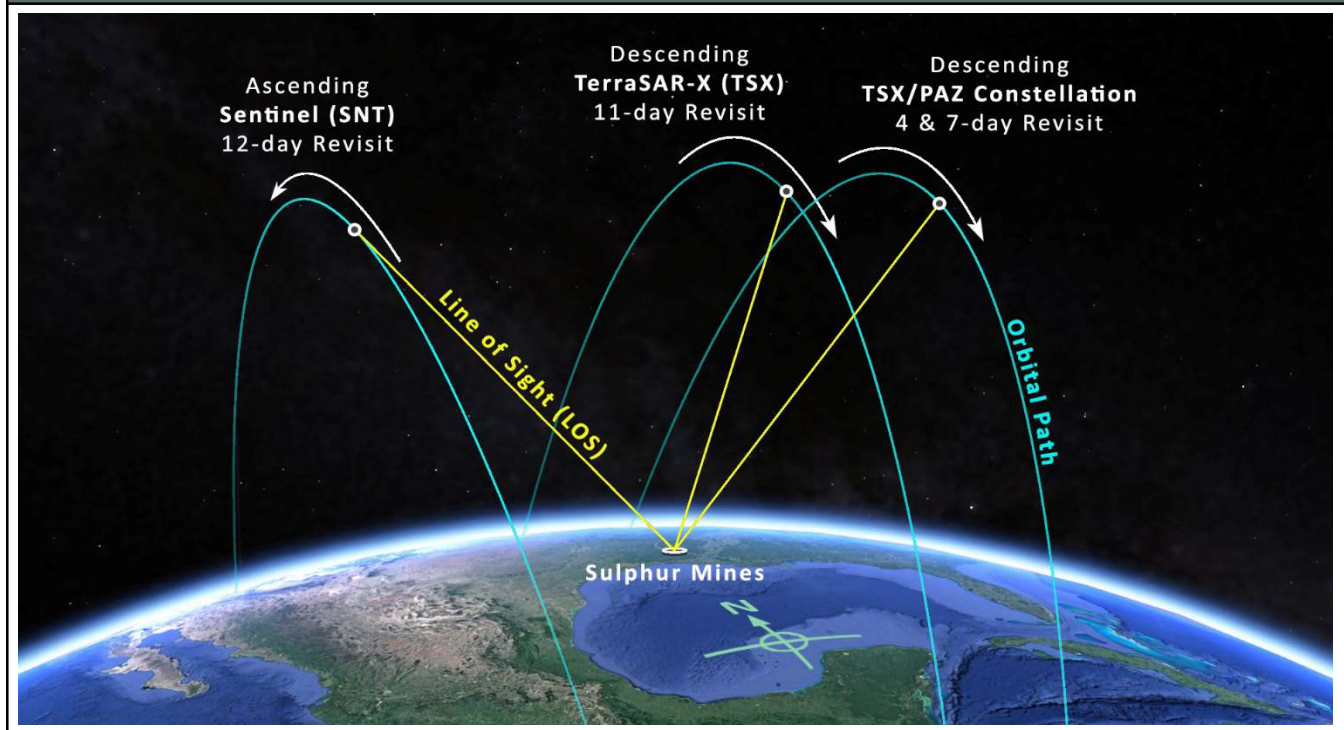 Ascending
Sentinel (SNT)
12-day Revisit
Descending
TerraSAR-X (TSX)
11-day Revisit
Descending
TSX/PAZ Constellation
4 & 7-day Revisit
Line of Sight (LOS)
Orbital Path
Sulphur Mines
N